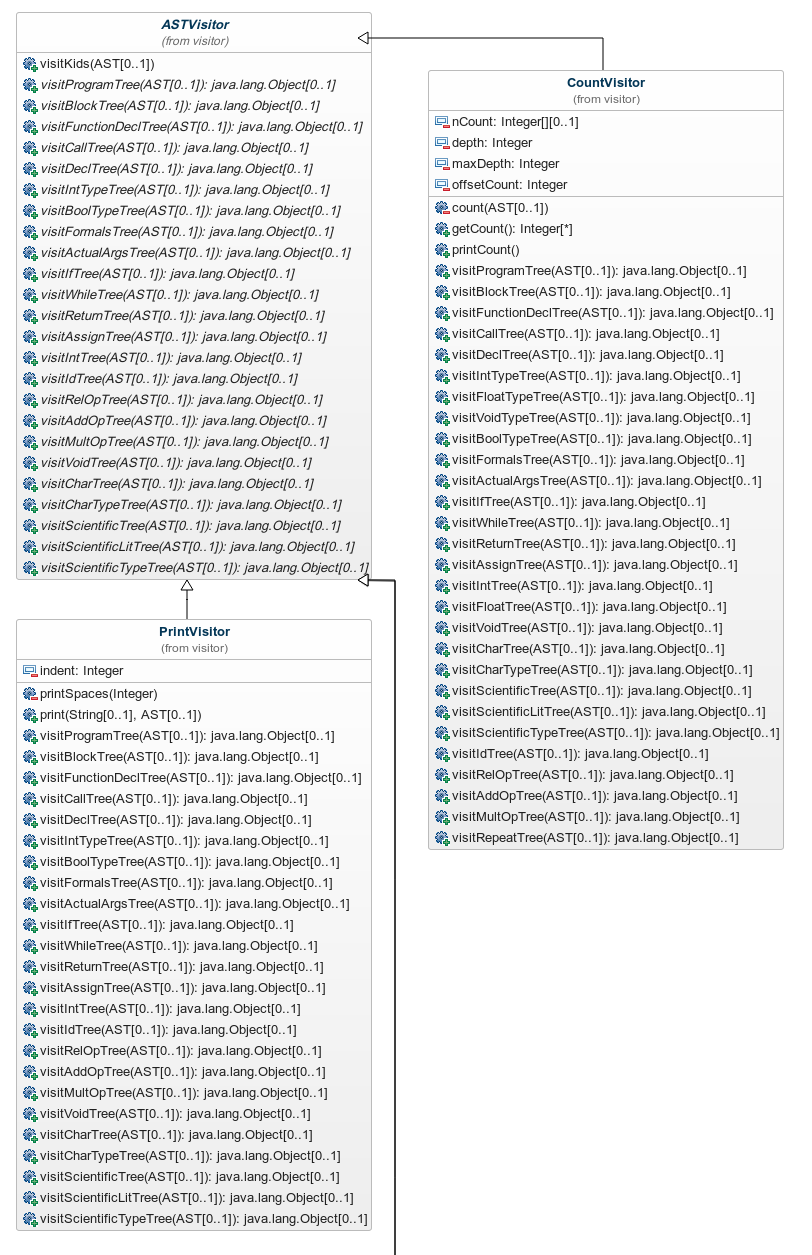 ASTVisitor
(from visitor)
visitKids(AST[0..1])
visitProgramTree(AST[0..1]): java.lang.Object[0..1]
visitBlockTree(AST[0..1]): java.lang.Object[0..1]
visitFunctionDeclTree(AST[0..1]): java.lang.Object[0..1]
visitCallTree(AST[0..1]): java.lang.Object[0..1]
visitDeclTree(AST[0..1]): java.lang.Object[0..1]
visitIntTypeTree(AST[0..1]): java.lang.Object[0..1]
visitBoolTypeTree(AST[0..1]): java.lang.Object[0..1]
visitFormalsTree(AST[0..1]): java.lang.Object[0..1]
visitActualArgsTree(AST[0..1]): java.lang.Object[0..1]
visitIfTree(AST[0..1]): java.lang.Object[0..1]
visitWhileTree(AST[0..1]): java.lang.Object[0..1]
visitReturnTree(AST[0..1]): java.lang.Object[0..1]
visitAssignTree(AST[0..1]): java.lang.Object[0..1]
visitIntTree(AST[0..1]): java.lang.Object[0..1]
visitIdTree(AST[0..1]): java.lang.Object[0..1]
visitRelOpTree(AST[0..1]): java.lang.Object[0..1]
visitAddOpTree(AST[0..1]): java.lang.Object[0..1]
visitMultOpTree(AST[0..1]): java.lang.Object[0..1]
visitVoidTree(AST[0..1]): java.lang.Object[0..1]
visitCharTree(AST[0..1]): java.lang.Object[0..1]
visitCharTypeTree(AST[0..1]): java.lang.Object[0..1]
visitScientificTree(AST[0..1]): java.lang.Object[0..1]
visitScientificLitTree(AST[0..1]): java.lang.Object[0..1]
visitScientificTypeTree(AST[0..1]): java.lang.Object[0..1]
CountVisitor
(from visitor)
nCount: Integer[][0..1]
depth: Integer
maxDepth: Integer
offsetCount: Integer
count(AST[0..1])
getCount(): Integer[*]
printCount()
visitProgramTree(AST[0..1]): java.lang.Object[0..1]
visitBlockTree(AST[0..1]): java.lang.Object[0..1]
visitFunctionDeclTree(AST[0..1]): java.lang.Object[0..1]
visitCallTree(AST[0..1]): java.lang.Object[0..1]
visitDeclTree(AST[0..1]): java.lang.Object[0..1]
visitIntTypeTree(AST[0..1]): java.lang.Object[0..1]
visitFloatTypeTree(AST[0..1]): java.lang.Object[0..1]
visitVoidTypeTree(AST[0..1]): java.lang.Object[0..1]
visitBoolTypeTree(AST[0..1]): java.lang.Object[0..1]
visitFormalsTree(AST[0..1]): java.lang.Object[0..1]
visitActualArgsTree(AST[0..1]): java.lang.Object[0..1]
visitIfTree(AST[0..1]): java.lang.Object[0..1]
visitWhileTree(AST[0..1]): java.lang.Object[0..1]
visitReturnTree(AST[0..1]): java.lang.Object[0..1]
visitAssignTree(AST[0..1]): java.lang.Object[0..1]
visitIntTree(AST[0..1]): java.lang.Object[0..1]
visitFloatTree(AST[0..1]): java.lang.Object[0..1]
visitVoidTree(AST[0..1]): java.lang.Object[0..1]
visitCharTree(AST[0..1]): java.lang.Object[0..1]
visitCharTypeTree(AST[0..1]): java.lang.Object[0..1]
visitScientificTree(AST[0..1]): java.lang.Object[0..1]
visitScientificLitTree(AST[0..1]): java.lang.Object[0..1]
visitScientificTypeTree(AST[0..1]): java.lang.Object[0..1]
visitIdTree(AST[0..1]): java.lang.Object[0..1]
visitRelOpTree(AST[0..1]): java.lang.Object[0..1]
visitAddOpTree(AST[0..1]): java.lang.Object[0..1]
visitMultOpTree(AST[0..1]): java.lang.Object[0..1]
visitRepeatTree(AST[0..1]): java.lang.Object[0..1]
PrintVisitor
(from visitor)
indent: Integer
printSpaces(Integer)
print(String[0..1], AST[0..1])
visitProgramTree(AST[0..1]): java.lang.Object[0..1]
visitBlockTree(AST[0..1]): java.lang.Object[0..1]
visitFunctionDeclTree(AST[0..1]): java.lang.Object[0..1]
visitCallTree(AST[0..1]): java.lang.Object[0..1]
visitDeclTree(AST[0..1]): java.lang.Object[0..1]
visitIntTypeTree(AST[0..1]): java.lang.Object[0..1]
visitBoolTypeTree(AST[0..1]): java.lang.Object[0..1]
visitFormalsTree(AST[0..1]): java.lang.Object[0..1]
visitActualArgsTree(AST[0..1]): java.lang.Object[0..1]
visitIfTree(AST[0..1]): java.lang.Object[0..1]
visitWhileTree(AST[0..1]): java.lang.Object[0..1]
visitReturnTree(AST[0..1]): java.lang.Object[0..1]
visitAssignTree(AST[0..1]): java.lang.Object[0..1]
visitIntTree(AST[0..1]): java.lang.Object[0..1]
visitIdTree(AST[0..1]): java.lang.Object[0..1]
visitRelOpTree(AST[0..1]): java.lang.Object[0..1]
visitAddOpTree(AST[0..1]): java.lang.Object[0..1]
visitMultOpTree(AST[0..1]): java.lang.Object[0..1]
visitVoidTree(AST[0..1]): java.lang.Object[0..1]
visitCharTree(AST[0..1]): java.lang.Object[0..1]
visitCharTypeTree(AST[0..1]): java.lang.Object[0..1]
visitScientificTree(AST[0..1]): java.lang.Object[0..1]
visitScientificLitTree(AST[0..1]): java.lang.Object[0..1]
visitScientificTypeTree(AST[0..1]): java.lang.Object[0..1]